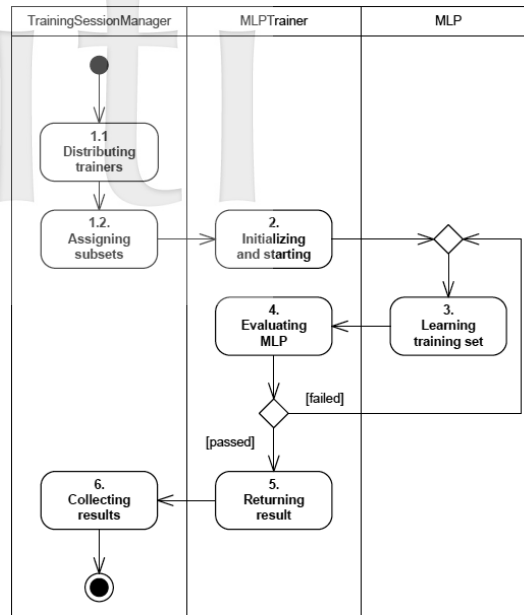 TrainingSessionManager
MLPTrainer
MLP
1.1
Distributing
trainers
1.2.
Assigning
subsets
2.
Initializing
and starting
4.
Evaluating
MLP
3.
Learning
training set
[failed]
[passed]
6.
Collecting
results
5.
Returning
result